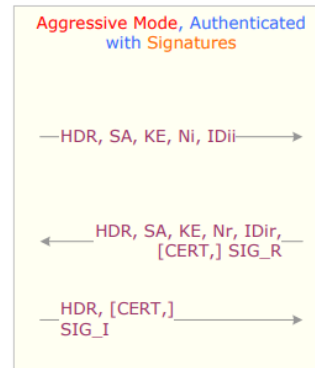 Aggressive Mode, Authenticated
with Signatures
HDR, SA, KE, Ni, IDii
HDR, SA, KE, Nr, IDir,
[CERT,] SIG_R
HDR, [CERT,]
SIG_I